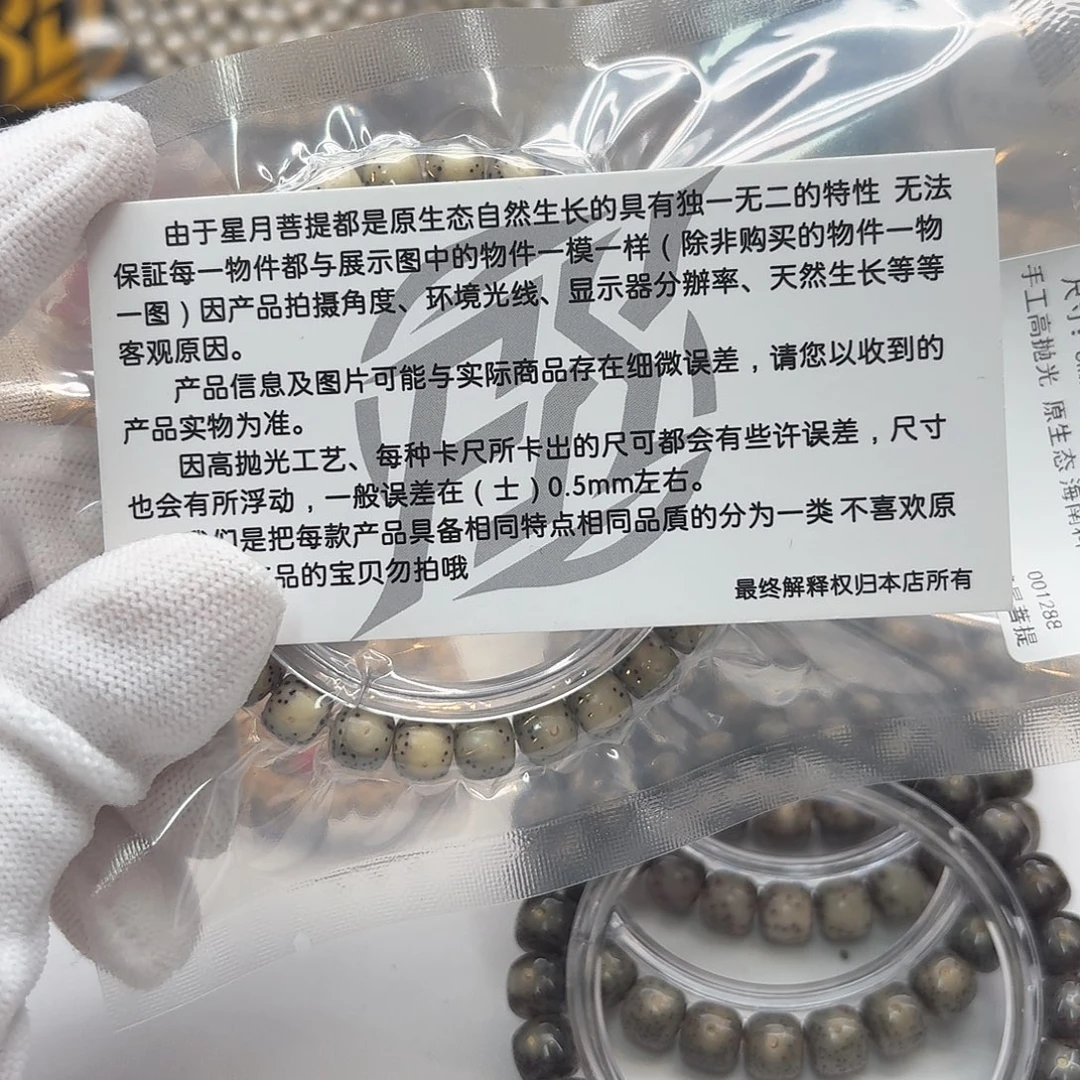 由于星月菩提都是原生态自然生长的具有独一无二的特性 无法
保証每一物件都与展示图中的物件一模一样（除非购买的物件一物
一图）因产品拍摄角度、环境光线、显示器分辦率、天然生长等等
客观原因。
产品信息及图片可能与实际商品存在细微误差，请您以收到的
产品实物为准。
因高抛光工艺、每种卡尺所卡出的尺可都会有些许误差，尺寸
也会有所浮动，一般误差在（士）0.5mm左右。
们是把每款产品具备相同特点相同品质的分为一类 不喜欢原
品的宝贝勿拍哦
最终解释权归本店所有
尺寸：
手工高抛光 原生态 海南
001288
菩提